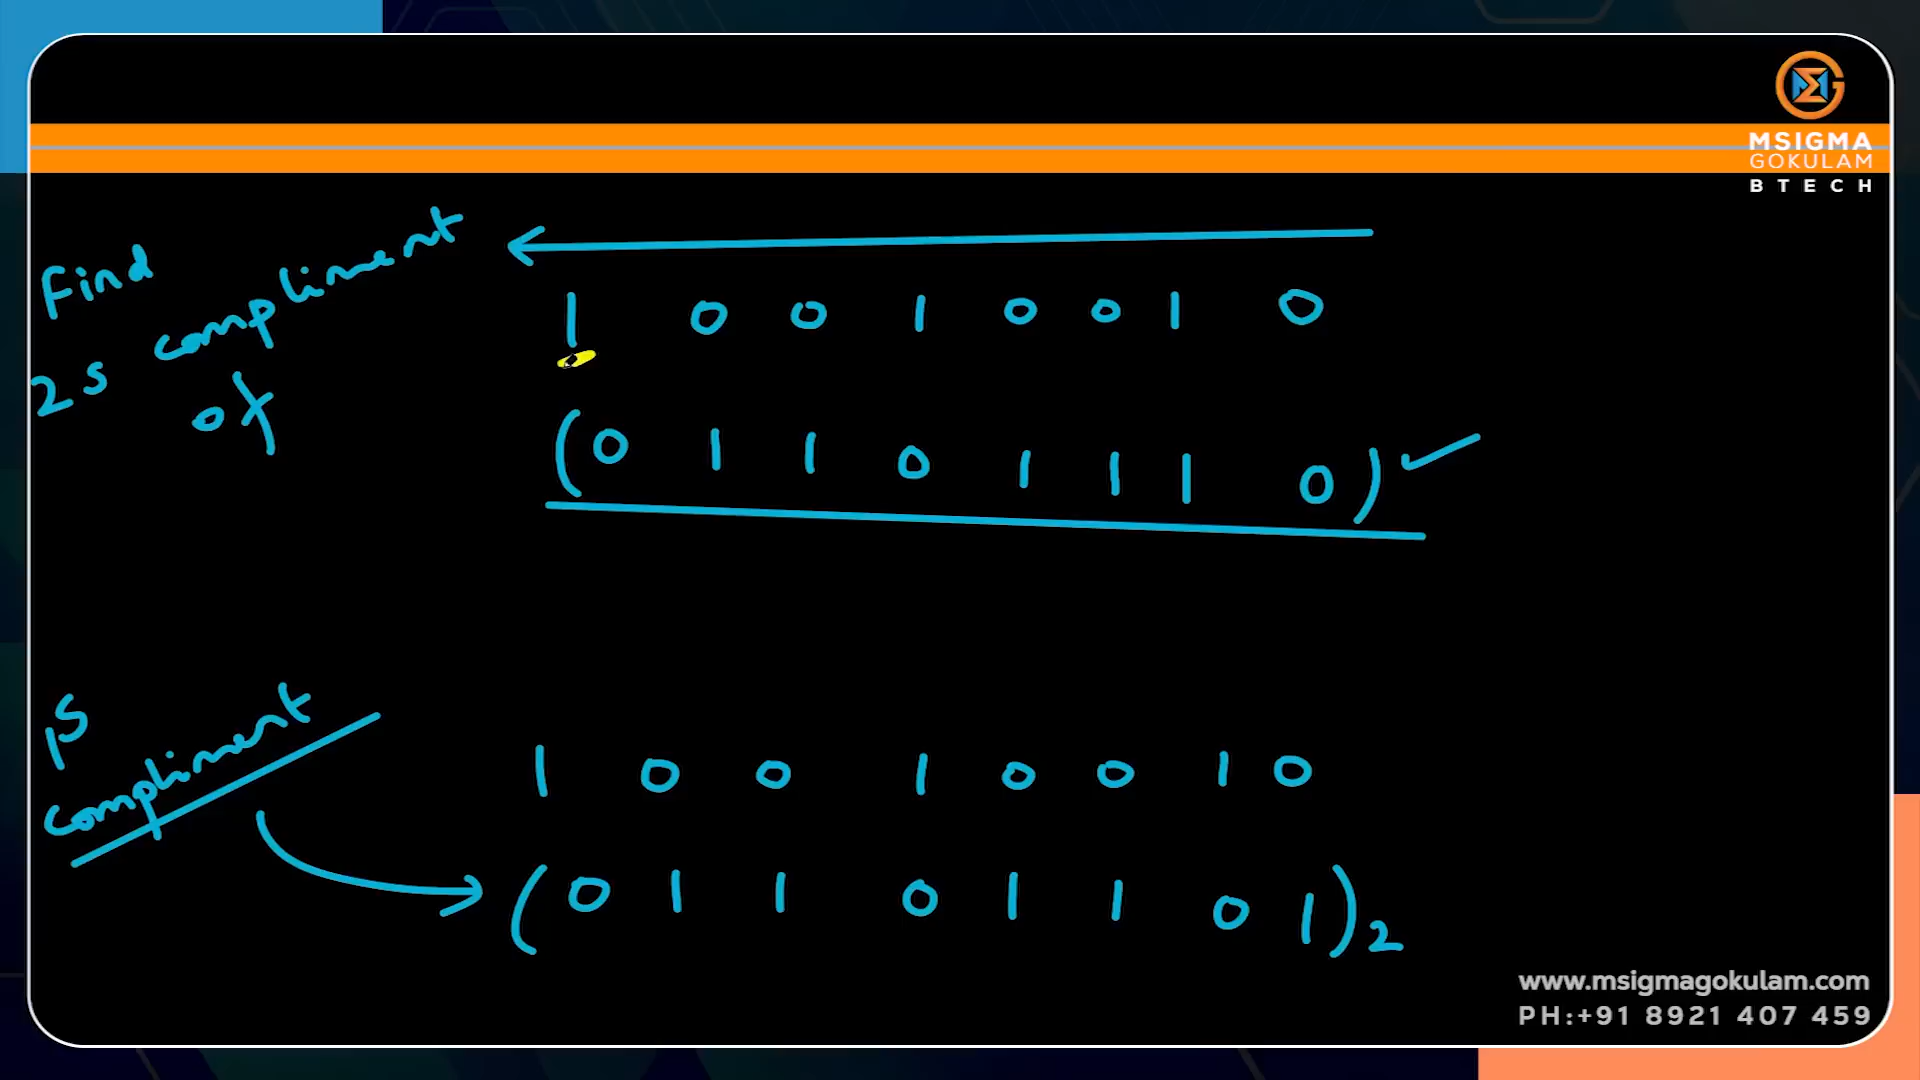 MSIGMA
GOKULAM
BTECH
Find
2s compliment
of
1 0 0 1 0 0 1 0
(0 1 1 0 1 1 1 0)
1s
compliment
1 0 0 1 0 0 1 0
(0 1 1 0 1 1 0 1)2
www.msigmagokulam.com
PH:+91 8921 407 459